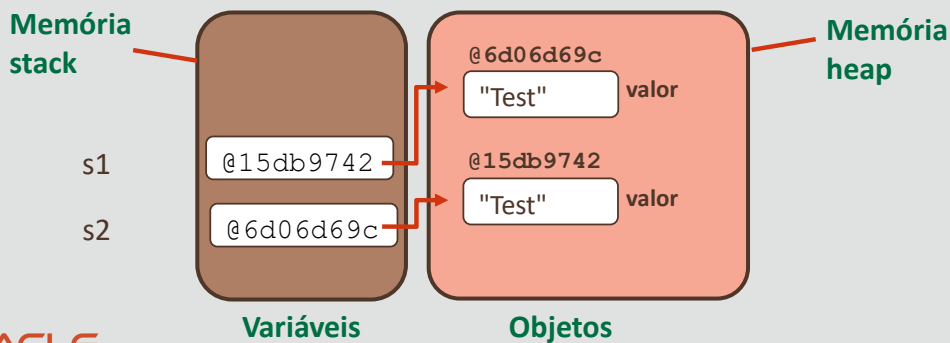 Memória
stack
Memória
heap
@6d06d69c
"Test" valor
s1 @15db9742
@15db9742
"Test" valor
s2 @6d06d69c
Variáveis Objetos